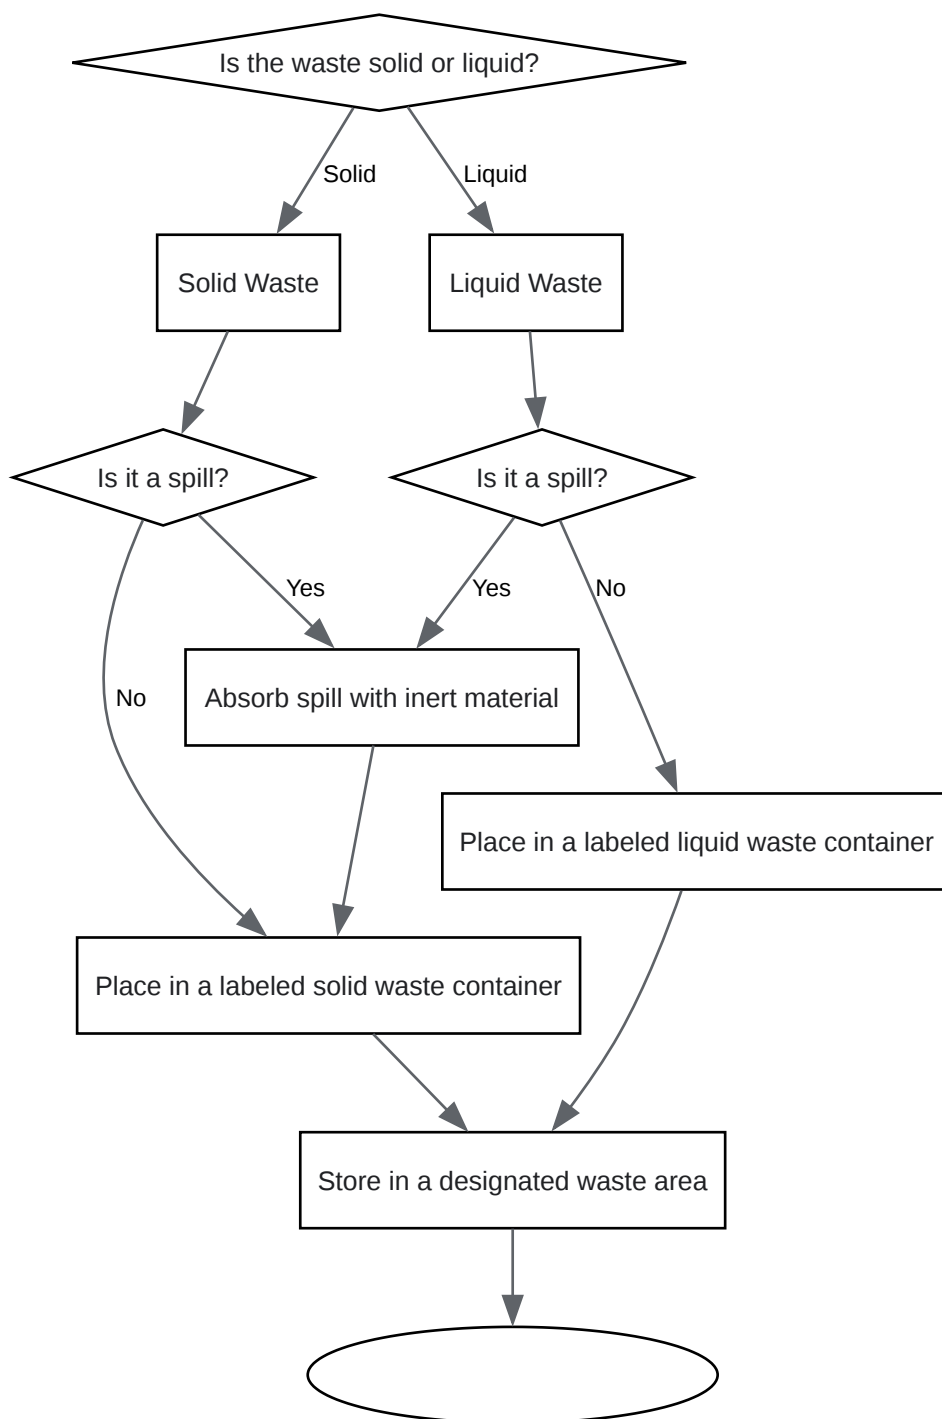 Is the waste solid or liquid?
Solid
Liquid
Solid Waste
Liquid Waste
Is it a spill?
Is it a spill?
Yes
Yes
No
Absorb spill with inert material
No
Place in a labeled liquid waste container
Place in a labeled solid waste container
Store in a designated waste area